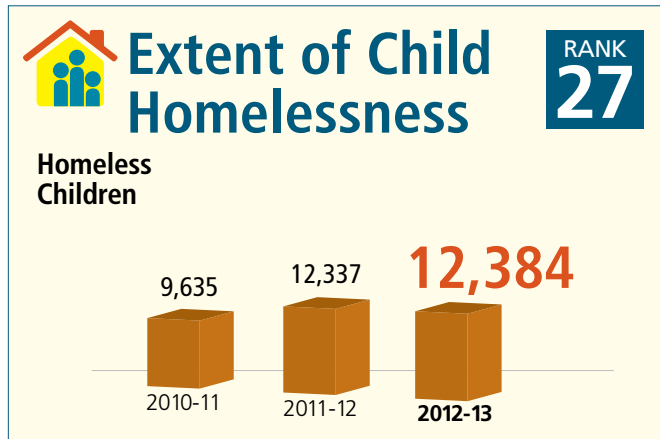 Extent of Child
Homelessness
RANK
27
Homeless
Children
9,635
12,337
12,384
2010-11
2011-12
2012-13